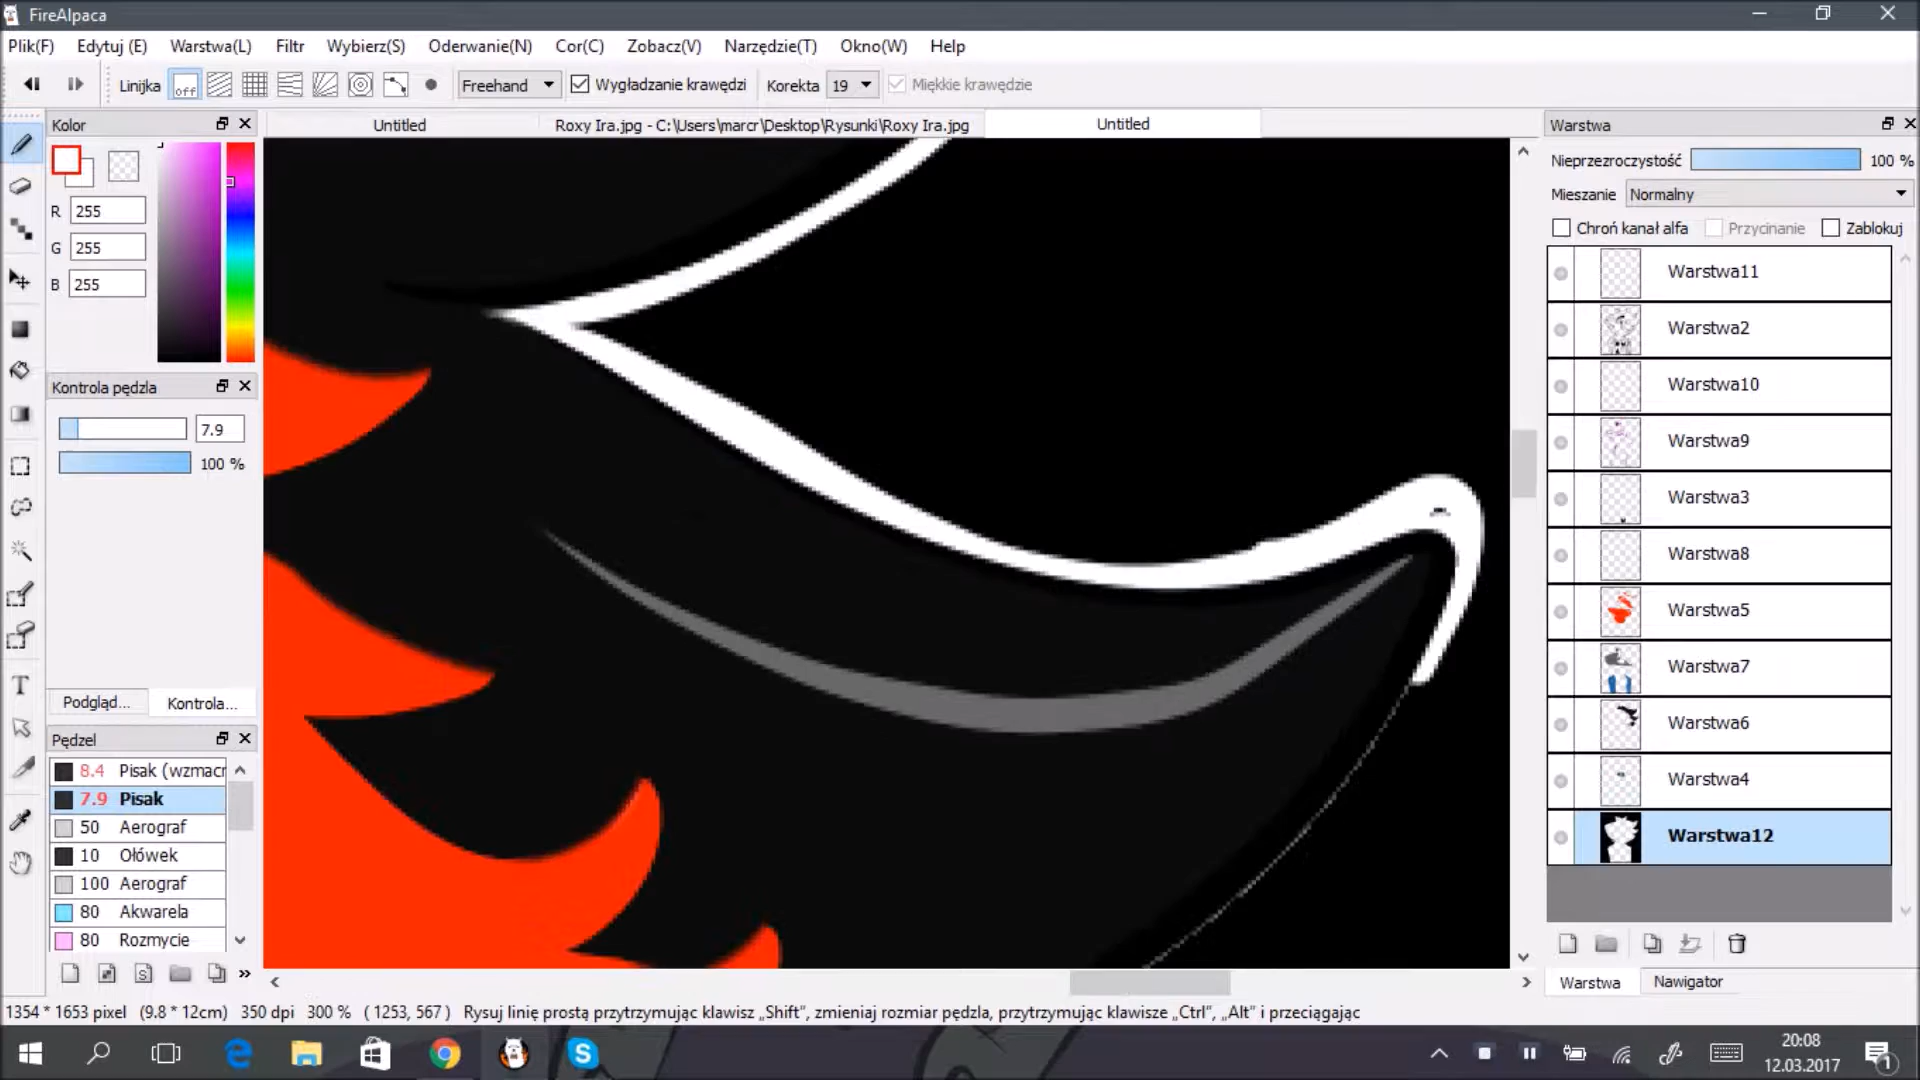 FireAlpaca
Plik(F) Edytuj (E) Warstwa(L) Filtr Wybierz(S) Oderwanie(N) Cor(C) Zobacz(V) Narzędzie(T) Okno(W) Help
Linijka off Freehand Wygładzanie krawędzi Korekta 19 Miękkie krawędzie
Kolor
Untitled
Roxy Ira.jpg - C:\Users\marcr\Desktop\Rysunki\Roxy Ira.jpg
Untitled
R 255
G 255
B 255
Kontrola pędzla
7.9
100 %
Podgląd...
Kontrola...
Pędzel
8.4 Pisak (wzmacr
7.9 Pisak
50 Aerograf
10 Ołówek
100 Aerograf
80 Akwarela
80 Rozmycie
Warstwa
Nieprzezroczystość 100 %
Mieszanie Normalny
Chroń kanał alfa Przycinanie Zablokuj
Warstwa11
Warstwa2
Warstwa10
Warstwa9
Warstwa3
Warstwa8
Warstwa5
Warstwa7
Warstwa6
Warstwa4
Warstwa12
Warstwa
Nawigator
1354 * 1653 pixel (9.8 * 12cm) 350 dpi 300 % ( 1253, 567 ) Rysuj linię prostą przytrzymując klawisz „Shift”, zmieniaj rozmiar pędzla, przytrzymując klawisze „Ctrl”, „Alt” i przeciągając
20:08
12.03.2017
1